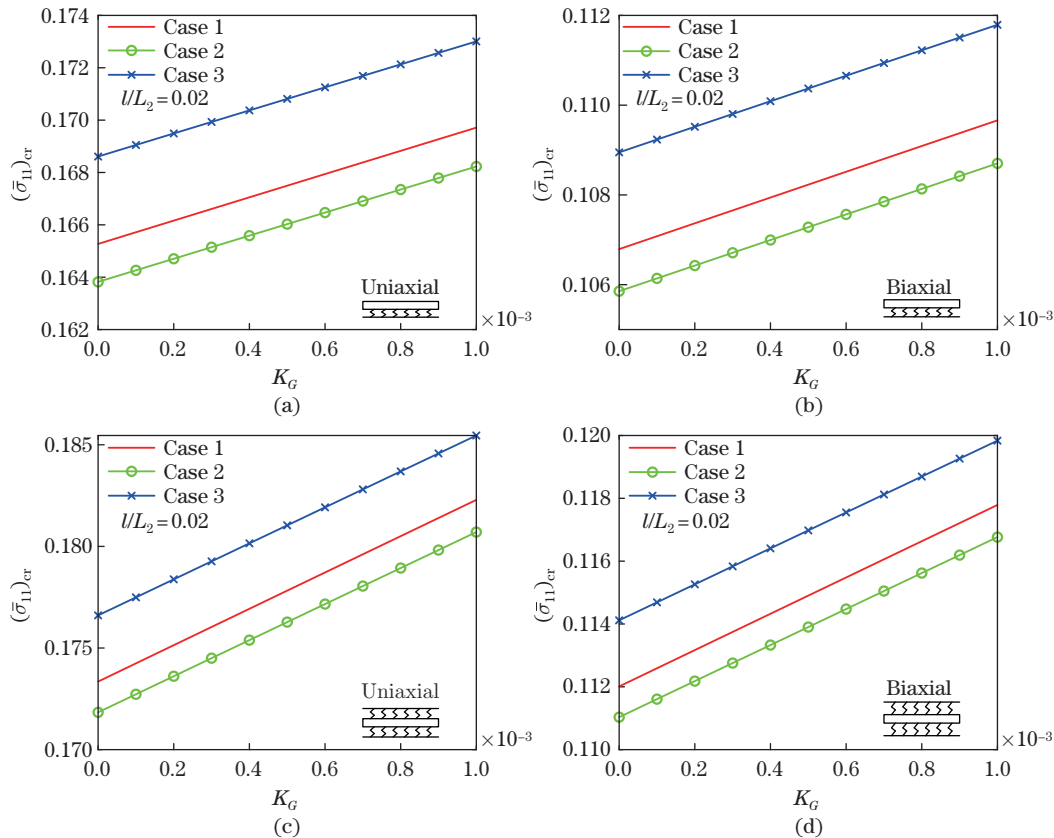 0.174
0.172
0.170
0.168
0.166
0.164
0.162
(σ̄₁₁)cr
Case 1
Case 2
Case 3
l/L₂=0.02
Uniaxial
0.0 0.2 0.4 0.6 0.8 1.0
×10⁻³
K_G
(a)
0.112
0.110
0.108
0.106
(σ̄₁₁)cr
Case 1
Case 2
Case 3
l/L₂=0.02
Biaxial
0.0 0.2 0.4 0.6 0.8 1.0
×10⁻³
K_G
(b)
0.185
0.180
0.175
0.170
(σ̄₁₁)cr
Case 1
Case 2
Case 3
l/L₂=0.02
Uniaxial
0.0 0.2 0.4 0.6 0.8 1.0
×10⁻³
K_G
(c)
0.120
0.118
0.116
0.114
0.112
0.110
(σ̄₁₁)cr
Case 1
Case 2
Case 3
l/L₂=0.02
Biaxial
0.0 0.2 0.4 0.6 0.8 1.0
×10⁻³
K_G
(d)